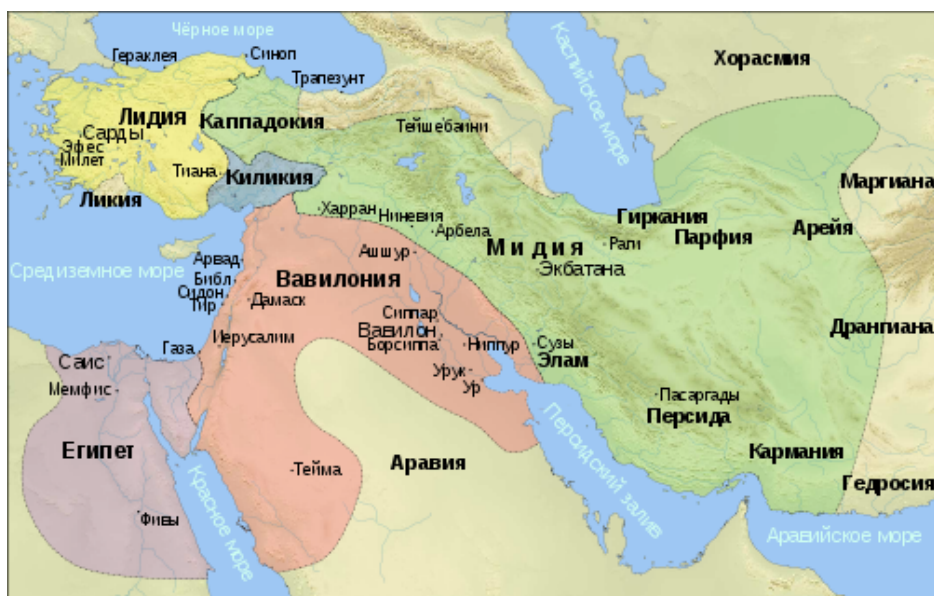 Чёрное море
Гераклея
Синоп
Трапезунт
Каспийское море
Хорасмия
Лидия
Каппадокия
Тейшебаини
Сарды
Эфес
Милет
Тиана
Киликия
Ликия
Маргиана
Харран
Ниневия
Арбела
Гиркания
Парфия
Арейя
Мидия
Раги
Экбатана
Ашшур
Средиземное море
Арвад
Библ
Сидон
Тир
Дамаск
Вавилония
Сиппар
Вавилон
Борсиппа
Ниппур
Сузы
Элам
Дрангиана
Газа
Иерусалим
Урук
Ур
Саис
Мемфис
Пасаргады
Персида
Египет
Тейма
Аравия
Персидский залив
Кармания
Гедросия
Фивы
Красное море
Аравийское море